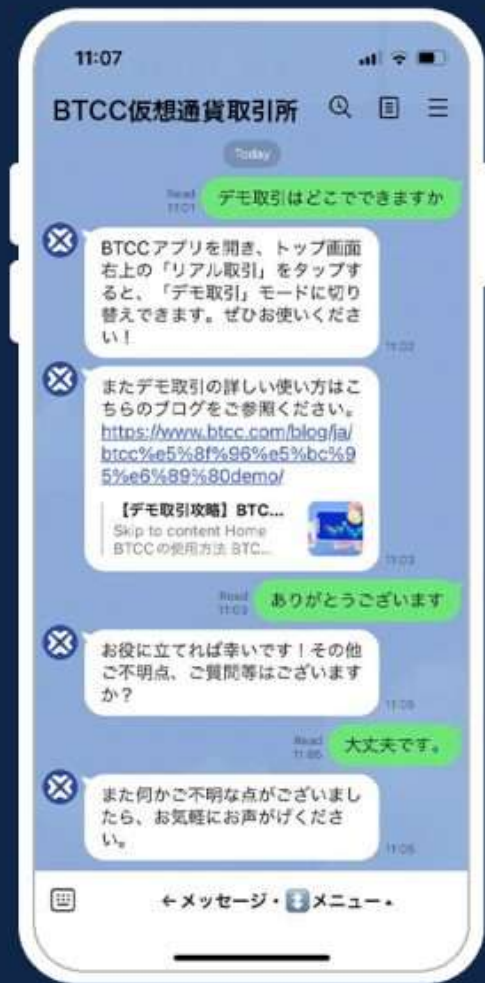 11:07
BTCC仮想通貨取引所
Today
Read
11:01
デモ取引はどこでできますか
BTCCアプリを開き、トップ画面
右上の「リアル取引」をタップす
ると、「デモ取引」モードに切り
替えできます。ぜひお使いくださ
い！
11:02
またデモ取引の詳しい使い方はこ
ちらのブログをご参照ください。
https://www.btcc.com/blog/ja/
btcc%e5%8f%96%e5%bc%9
5%e6%89%80demo/
【デモ取引攻略】BTC...
Skip to content Home
BTCCの使用方法 BTC...
11:03
Read
11:03
ありがとうございます
お役に立てれば幸いです！その他
ご不明点、ご質問等はございます
か？
11:05
Read
11:05
大丈夫です。
また何かご不明な点がございまし
たら、お気軽にお声がげくださ
い。
11:05
←メッセージ・⬇️メニュー▲